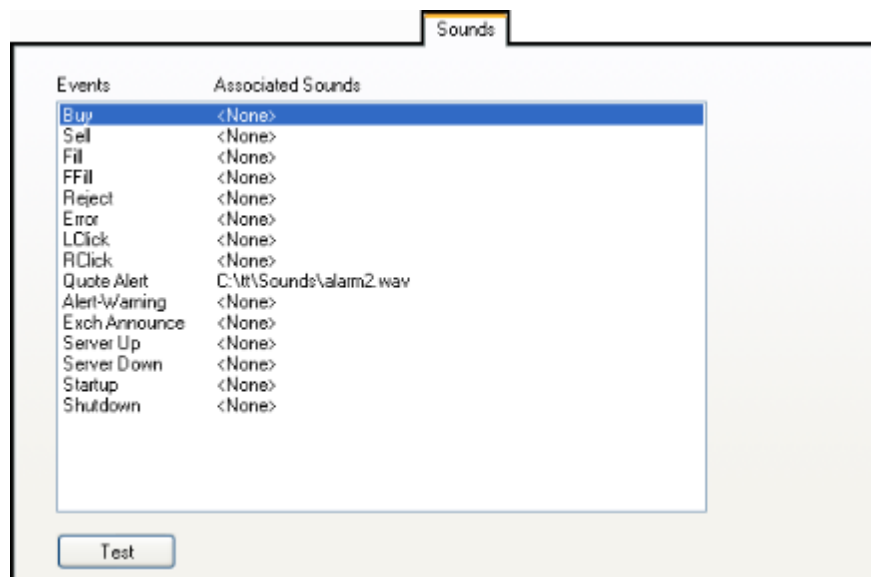 Sounds
Events Associated Sounds
Buy <None>
Sell <None>
Fill <None>
FFill <None>
Reject <None>
Error <None>
LClick <None>
RClick <None>
Quote Alert C:\tt\Sounds\alarm2.wav
Alert-Warning <None>
Exch Announce <None>
Server Up <None>
Server Down <None>
Startup <None>
Shutdown <None>
Test